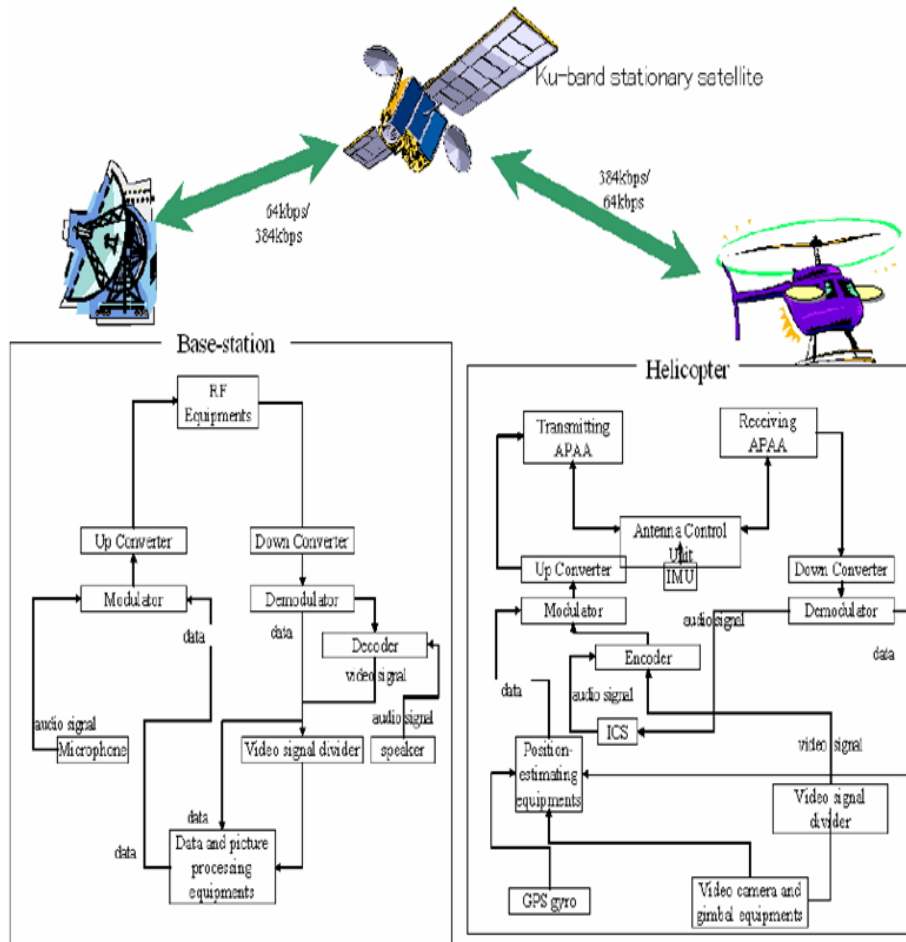 Ku-band stationary satellite
64kbps/
384kbps
384kbps/
64kbps
Base-station
RF
Equipments
Up Converter
Down Converter
Modulator
Demodulator
data
data
Decoder
video signal
audio signal
audio signal
Microphone
Video signal divider
speaker
data
data
Data and picture
processing
equipments
Helicopter
Transmitting
APAA
Receiving
APAA
Antenna Control
Unit
IMU
Up Converter
Down Converter
Modulator
Demodulator
audio signal
data
Encoder
data
audio signal
ICS
video signal
Position-
estimating
equipments
Video signal
divider
GPS gyro
Video camera and
gimbal equipments